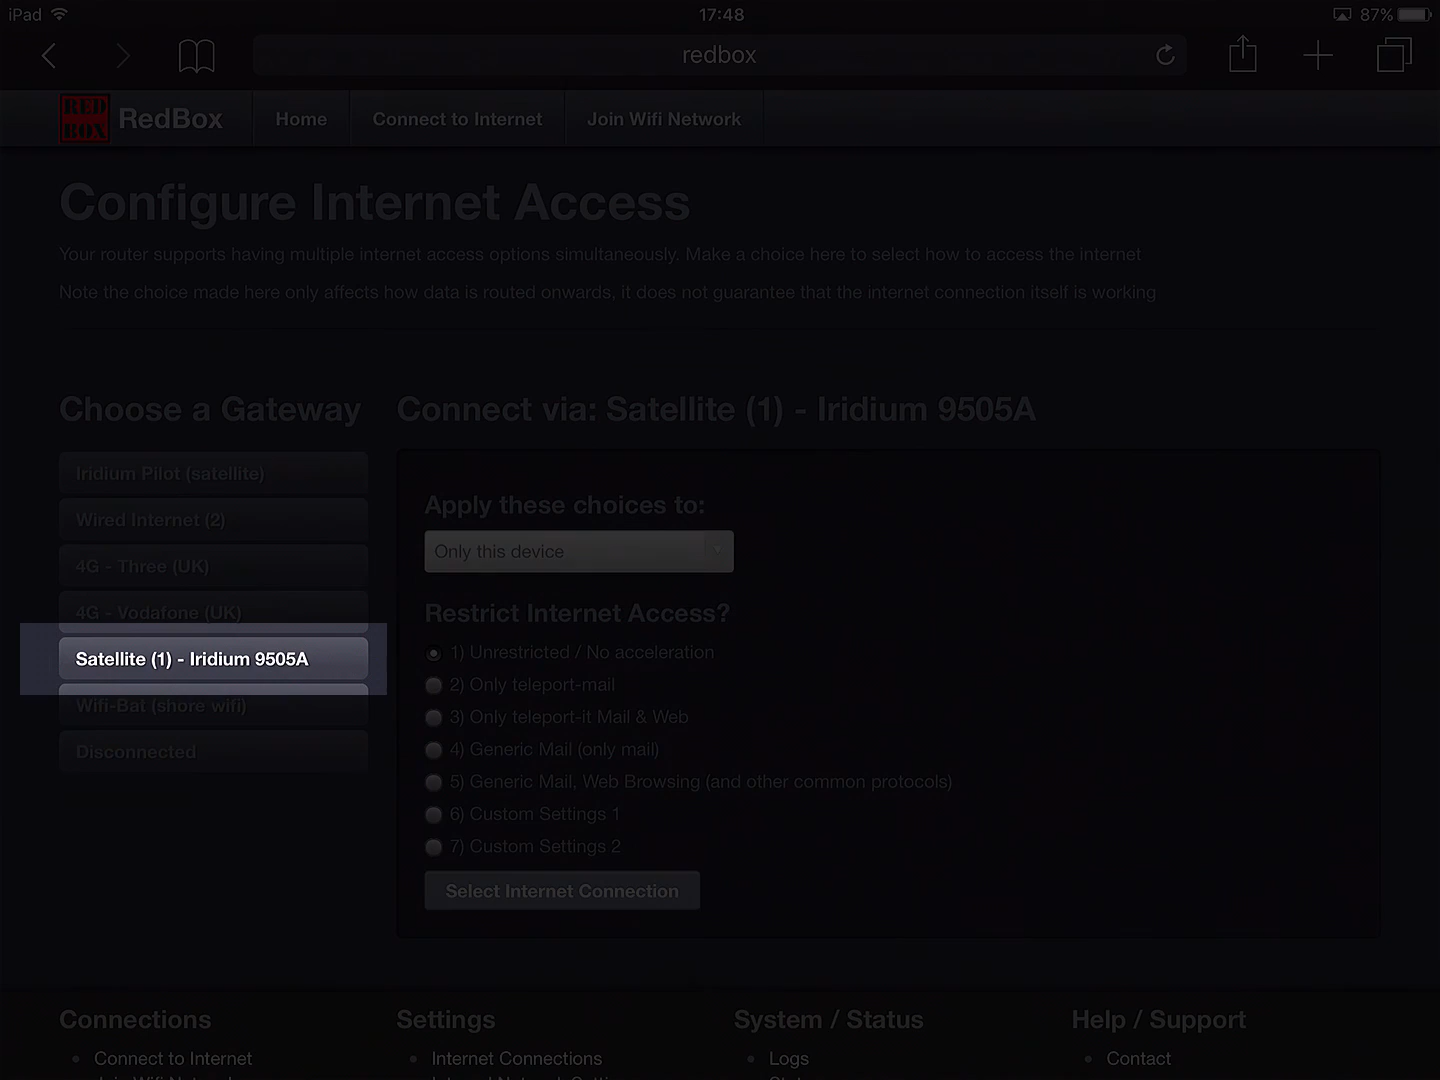 iPad 17:48 87%
redbox
RED BOX RedBox Home Connect to Internet Join Wifi Network
Configure Internet Access
Your router supports having multiple internet access options simultaneously. Make a choice here to select how to access the internet
Note the choice made here only affects how data is routed onwards, it does not guarantee that the internet connection itself is working
Choose a Gateway
Iridium Pilot (satellite)
Wired Internet (2)
4G - Three (UK)
4G - Vodafone (UK)
Satellite (1) - Iridium 9505A
Wifi-Bat (shore wifi)
Disconnected
Connect via: Satellite (1) - Iridium 9505A
Apply these choices to:
Only this device
Restrict Internet Access?
1) Unrestricted / No acceleration
2) Only teleport-mail
3) Only teleport-it Mail & Web
4) Generic Mail (only mail)
5) Generic Mail, Web Browsing (and other common protocols)
6) Custom Settings 1
7) Custom Settings 2
Select Internet Connection
Connections
Connect to Internet
Settings
Internet Connections
System / Status
Logs
Help / Support
Contact